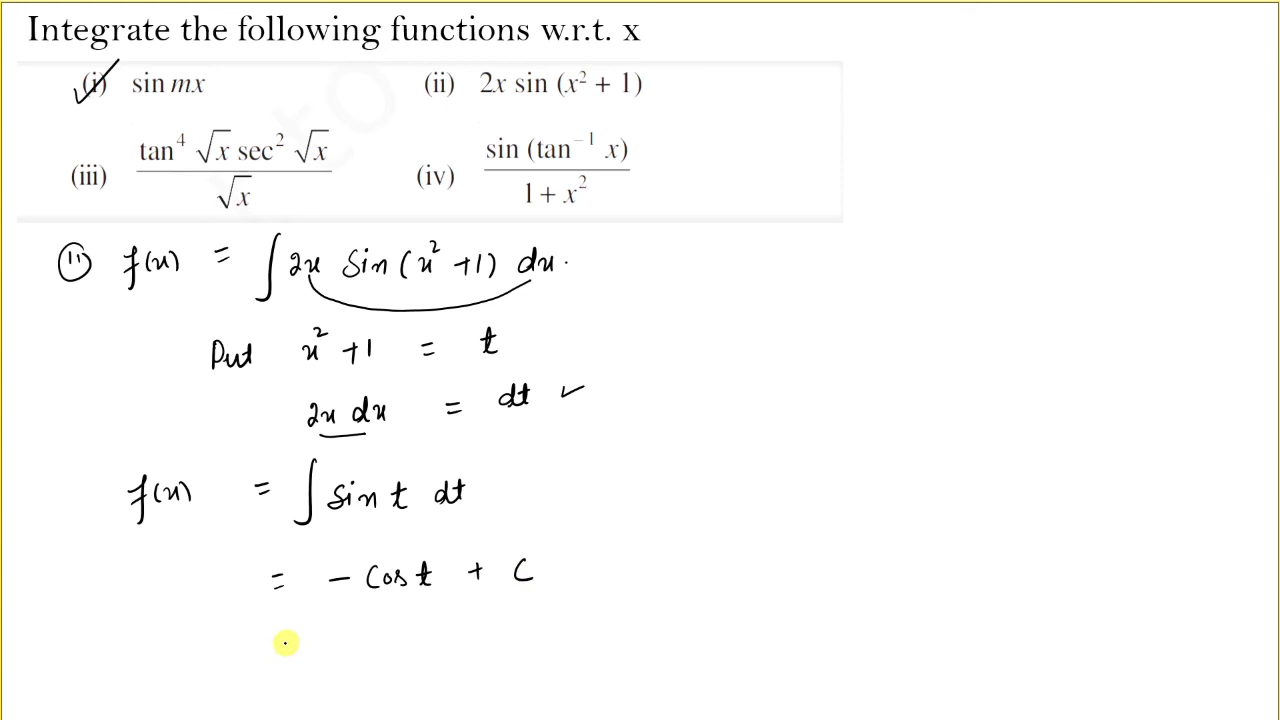 Integrate the following functions w.r.t. x
(i) sin mx (ii) 2x sin (x² + 1)
(iii) tan⁴ √x sec² √x / √x (iv) sin (tan⁻¹ x) / 1 + x²
(ii) f(x) = ∫ 2x sin (x² + 1) dx.
Put x² + 1 = t
2x dx = dt ✓
f(x) = ∫ sin t dt
= – cos t + C